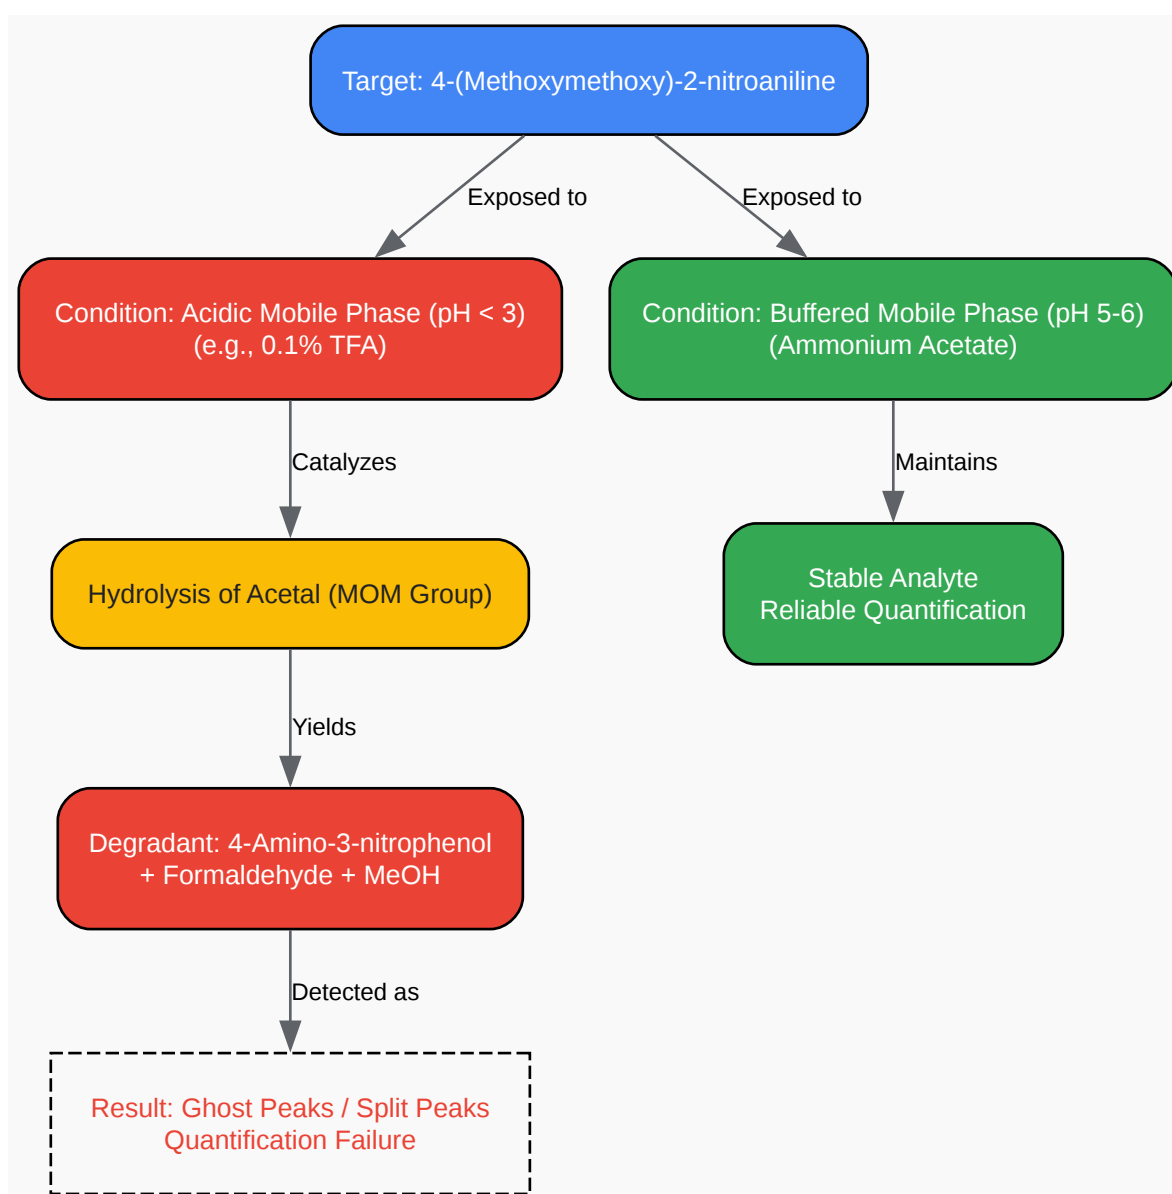 Target: 4-(Methoxymethoxy)-2-nitroaniline
Exposed to
Exposed to
Condition: Acidic Mobile Phase (pH < 3)
(e.g., 0.1% TFA)
Condition: Buffered Mobile Phase (pH 5-6)
(Ammonium Acetate)
Catalyzes
Maintains
Hydrolysis of Acetal (MOM Group)
Stable Analyte
Reliable Quantification
Yields
Degradant: 4-Amino-3-nitrophenol
+ Formaldehyde + MeOH
Detected as
Result: Ghost Peaks / Split Peaks
Quantification Failure